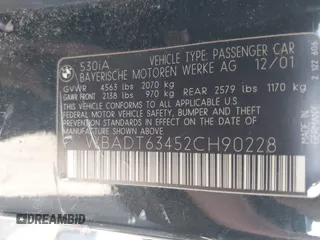 530iA
VEHICLE TYPE: PASSENGER CAR
BAYERISCHE MOTOREN WERKE AG 12/01
GVWR 4563 lbs 2070 kg
GAWR FRONT 2138 lbs 970 kg REAR 2579 lbs 1170 kg
THIS VEHICLE CONFORMS TO ALL APPLICABLE U.S.
FEDERAL MOTOR VEHICLE SAFETY, BUMPER AND THEFT
PREVENTION STANDARDS IN EFFECT ON THE DATE OF
MANUFACTURE SHOWN ABOVE.
WBADT63452CH90228
DREAMBID